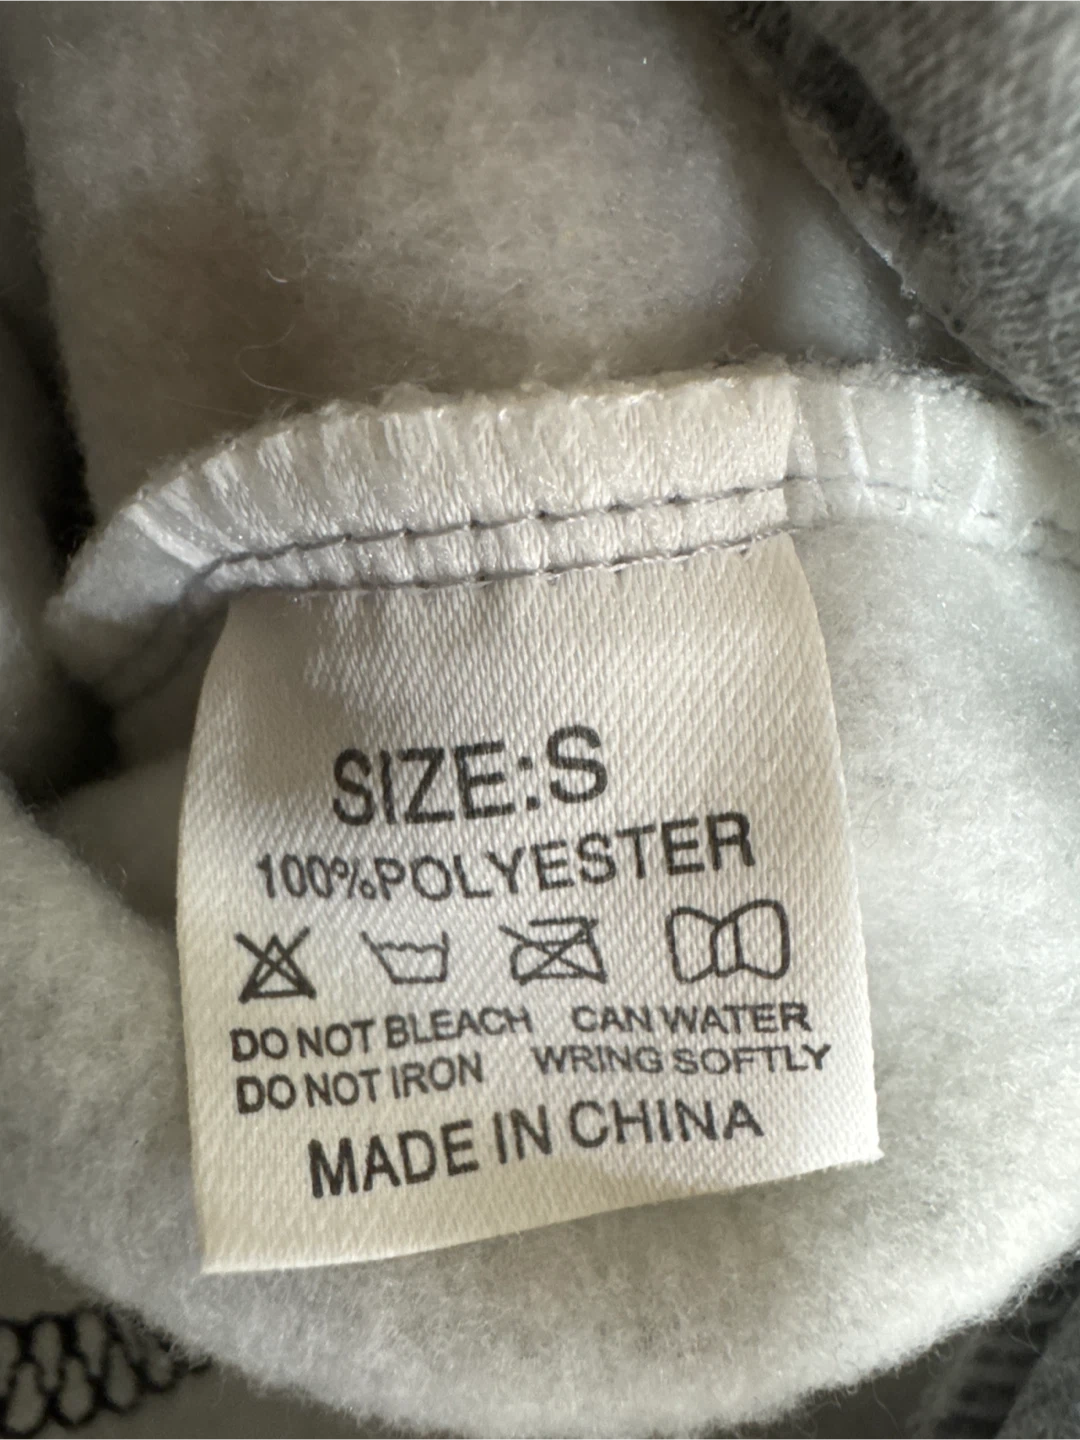 SIZE:S
100%POLYESTER
DO NOT BLEACH
DO NOT IRON
CAN WATER
WRING SOFTLY
MADE IN CHINA